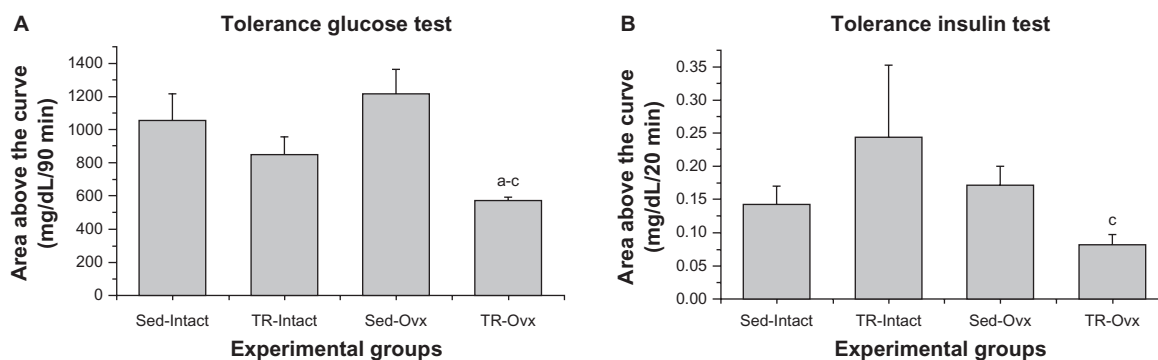 A
Tolerance glucose test
Area above the curve
(mg/dL/90 min)
1400
1200
1000
800
600
400
200
0
a-c
Sed-Intact
TR-Intact
Sed-Ovx
TR-Ovx
Experimental groups
B
Tolerance insulin test
Area above the curve
(mg/dL/20 min)
0.35
0.30
0.25
0.20
0.15
0.10
0.05
0.00
c
Sed-Intact
TR-Intact
Sed-Ovx
TR-Ovx
Experimental groups